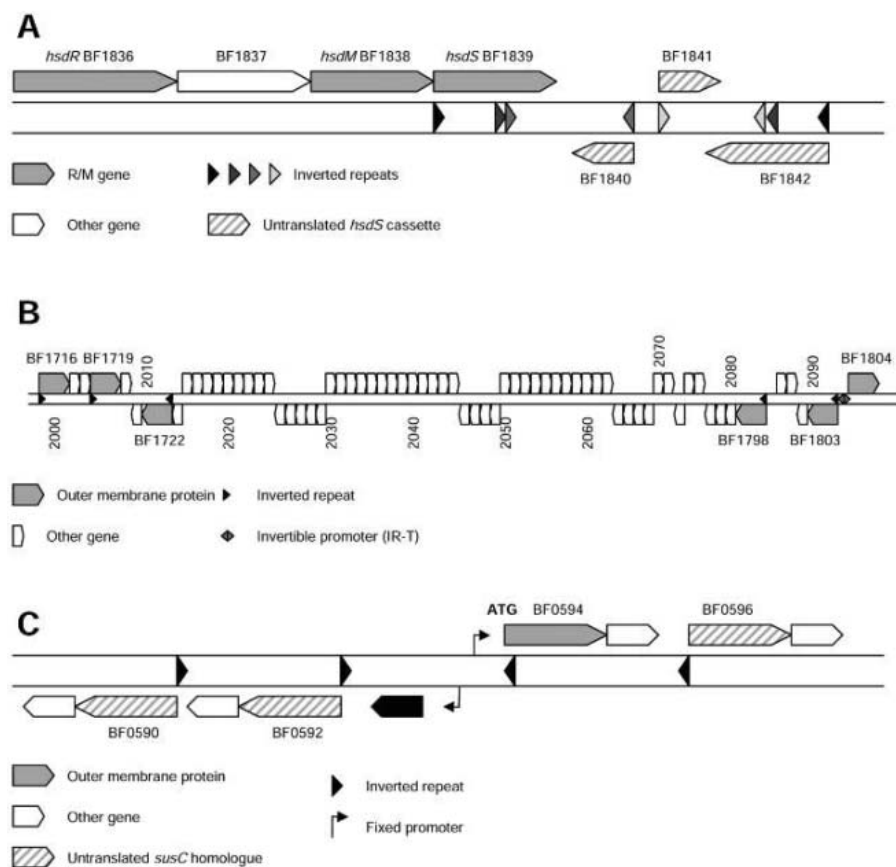 A
hsdR BF1836 BF1837 hsdM BF1838 hsdS BF1839 BF1841
BF1840 BF1842
R/M gene Inverted repeats
Other gene Untranslated hsdS cassette
B
BF1716 BF1719 2010 2070 2080 2090 BF1804
2000 BF1722 2020 2030 2040 2050 2060 BF1798 BF1803
Outer membrane protein Inverted repeat
Other gene Invertible promoter (IR-T)
C
ATG BF0594 BF0596
BF0590 BF0592
Outer membrane protein Inverted repeat
Other gene Fixed promoter
Untranslated susC homologue